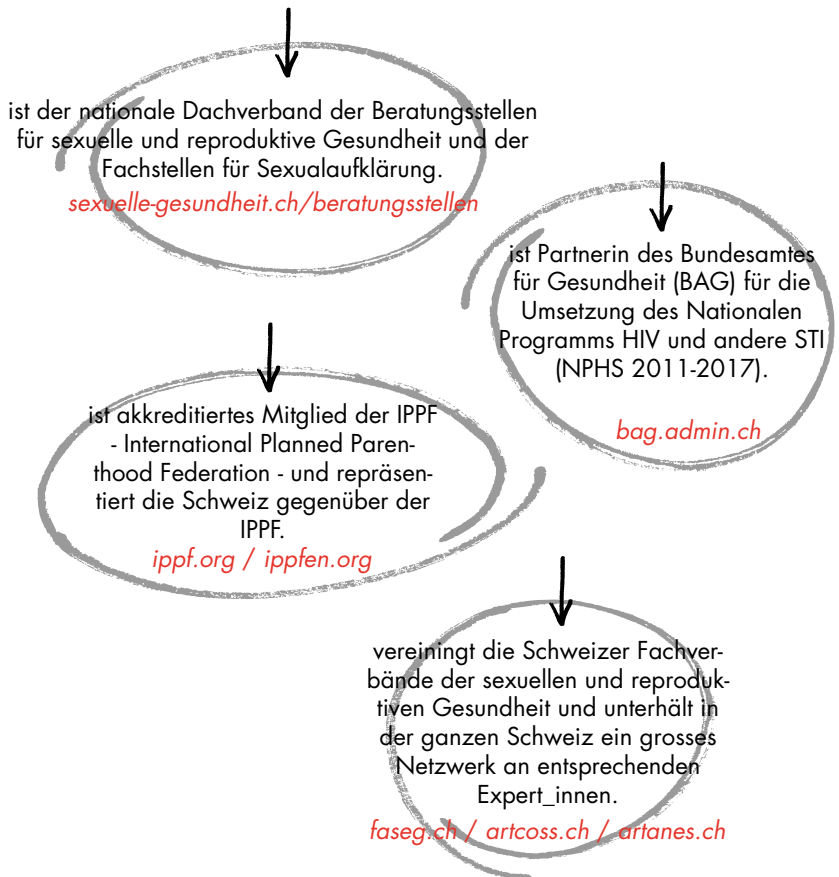 ist der nationale Dachverband der Beratungsstellen
für sexuelle und reproduktive Gesundheit und der
Fachstellen für Sexualaufklärung.
sexuelle-gesundheit.ch/beratungsstellen
ist Partnerin des Bundesamtes
für Gesundheit (BAG) für die
Umsetzung des Nationalen
Programms HIV und andere STI
(NPHS 2011-2017).
bag.admin.ch
ist akkreditiertes Mitglied der IPPF
- International Planned Paren-
thood Federation - und repräsen-
tiert die Schweiz gegenüber der
IPPF.
ippf.org / ippfen.org
vereiningt die Schweizer Fachver-
bände der sexuellen und reproduk-
tiven Gesundheit und unterhält in
der ganzen Schweiz ein grosses
Netzwerk an entsprechenden
Expert_innen.
faseg.ch / artcoss.ch / artanes.ch